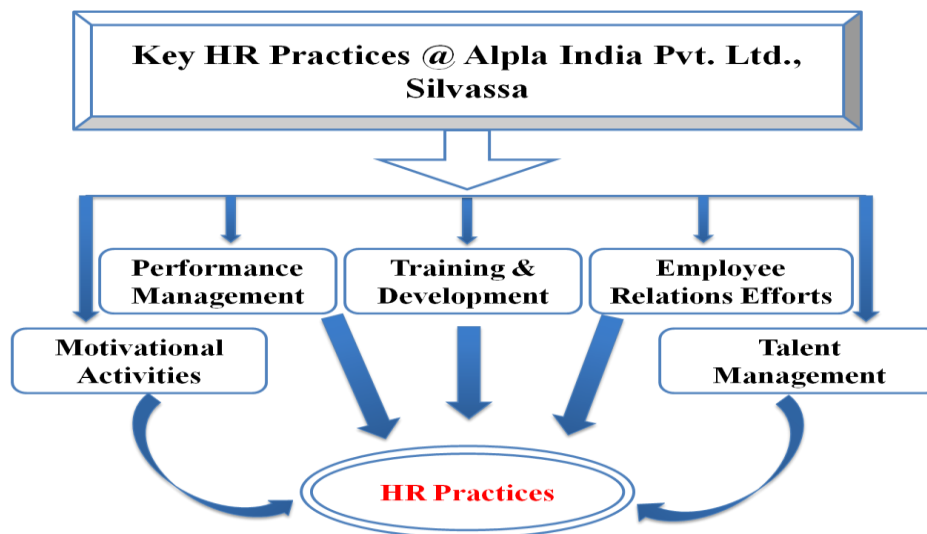 Key HR Practices @ Alpla India Pvt. Ltd.,
Silvassa
Performance
Management
Training &
Development
Employee
Relations Efforts
Motivational
Activities
Talent
Management
HR Practices